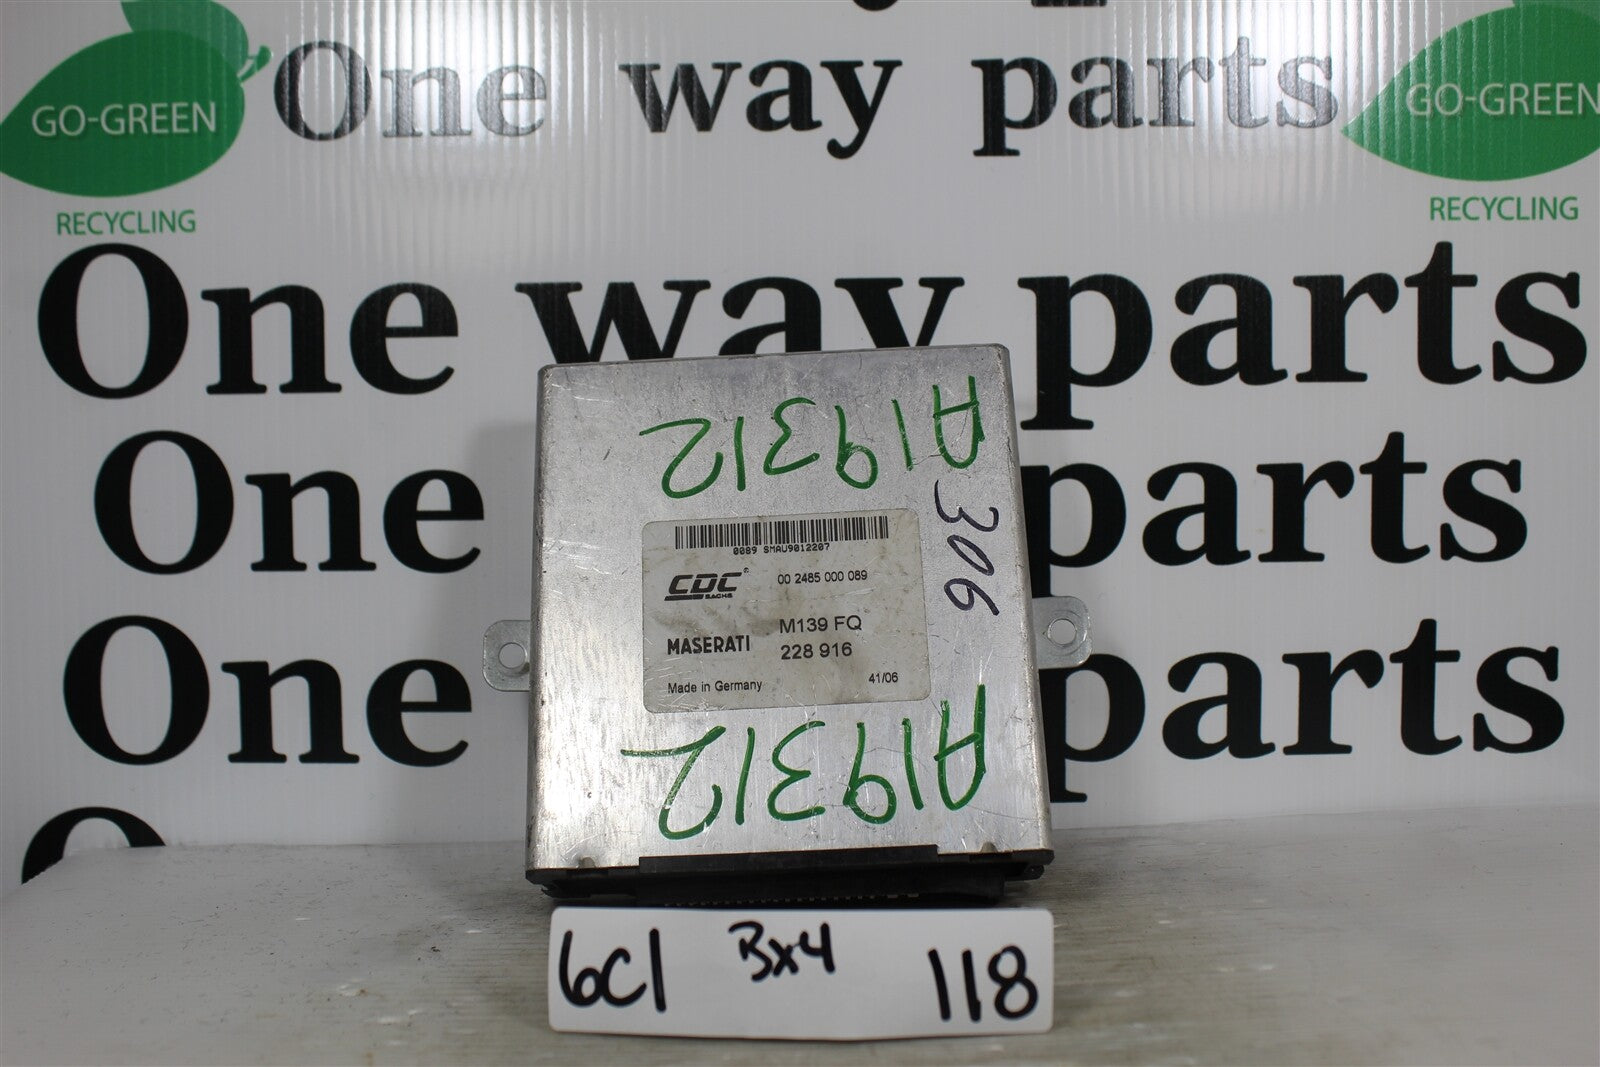 GO-GREEN
RECYCLING
One way parts
GO-GREEN
RECYCLING
One way parts
One parts
One parts
A19312
306
0089 SMAU9012207
CDC®
SACHS
00 2485 000 089
MASERATI
M139 FQ
228 916
Made in Germany
41/06
A19312
6C1 Bx4 118